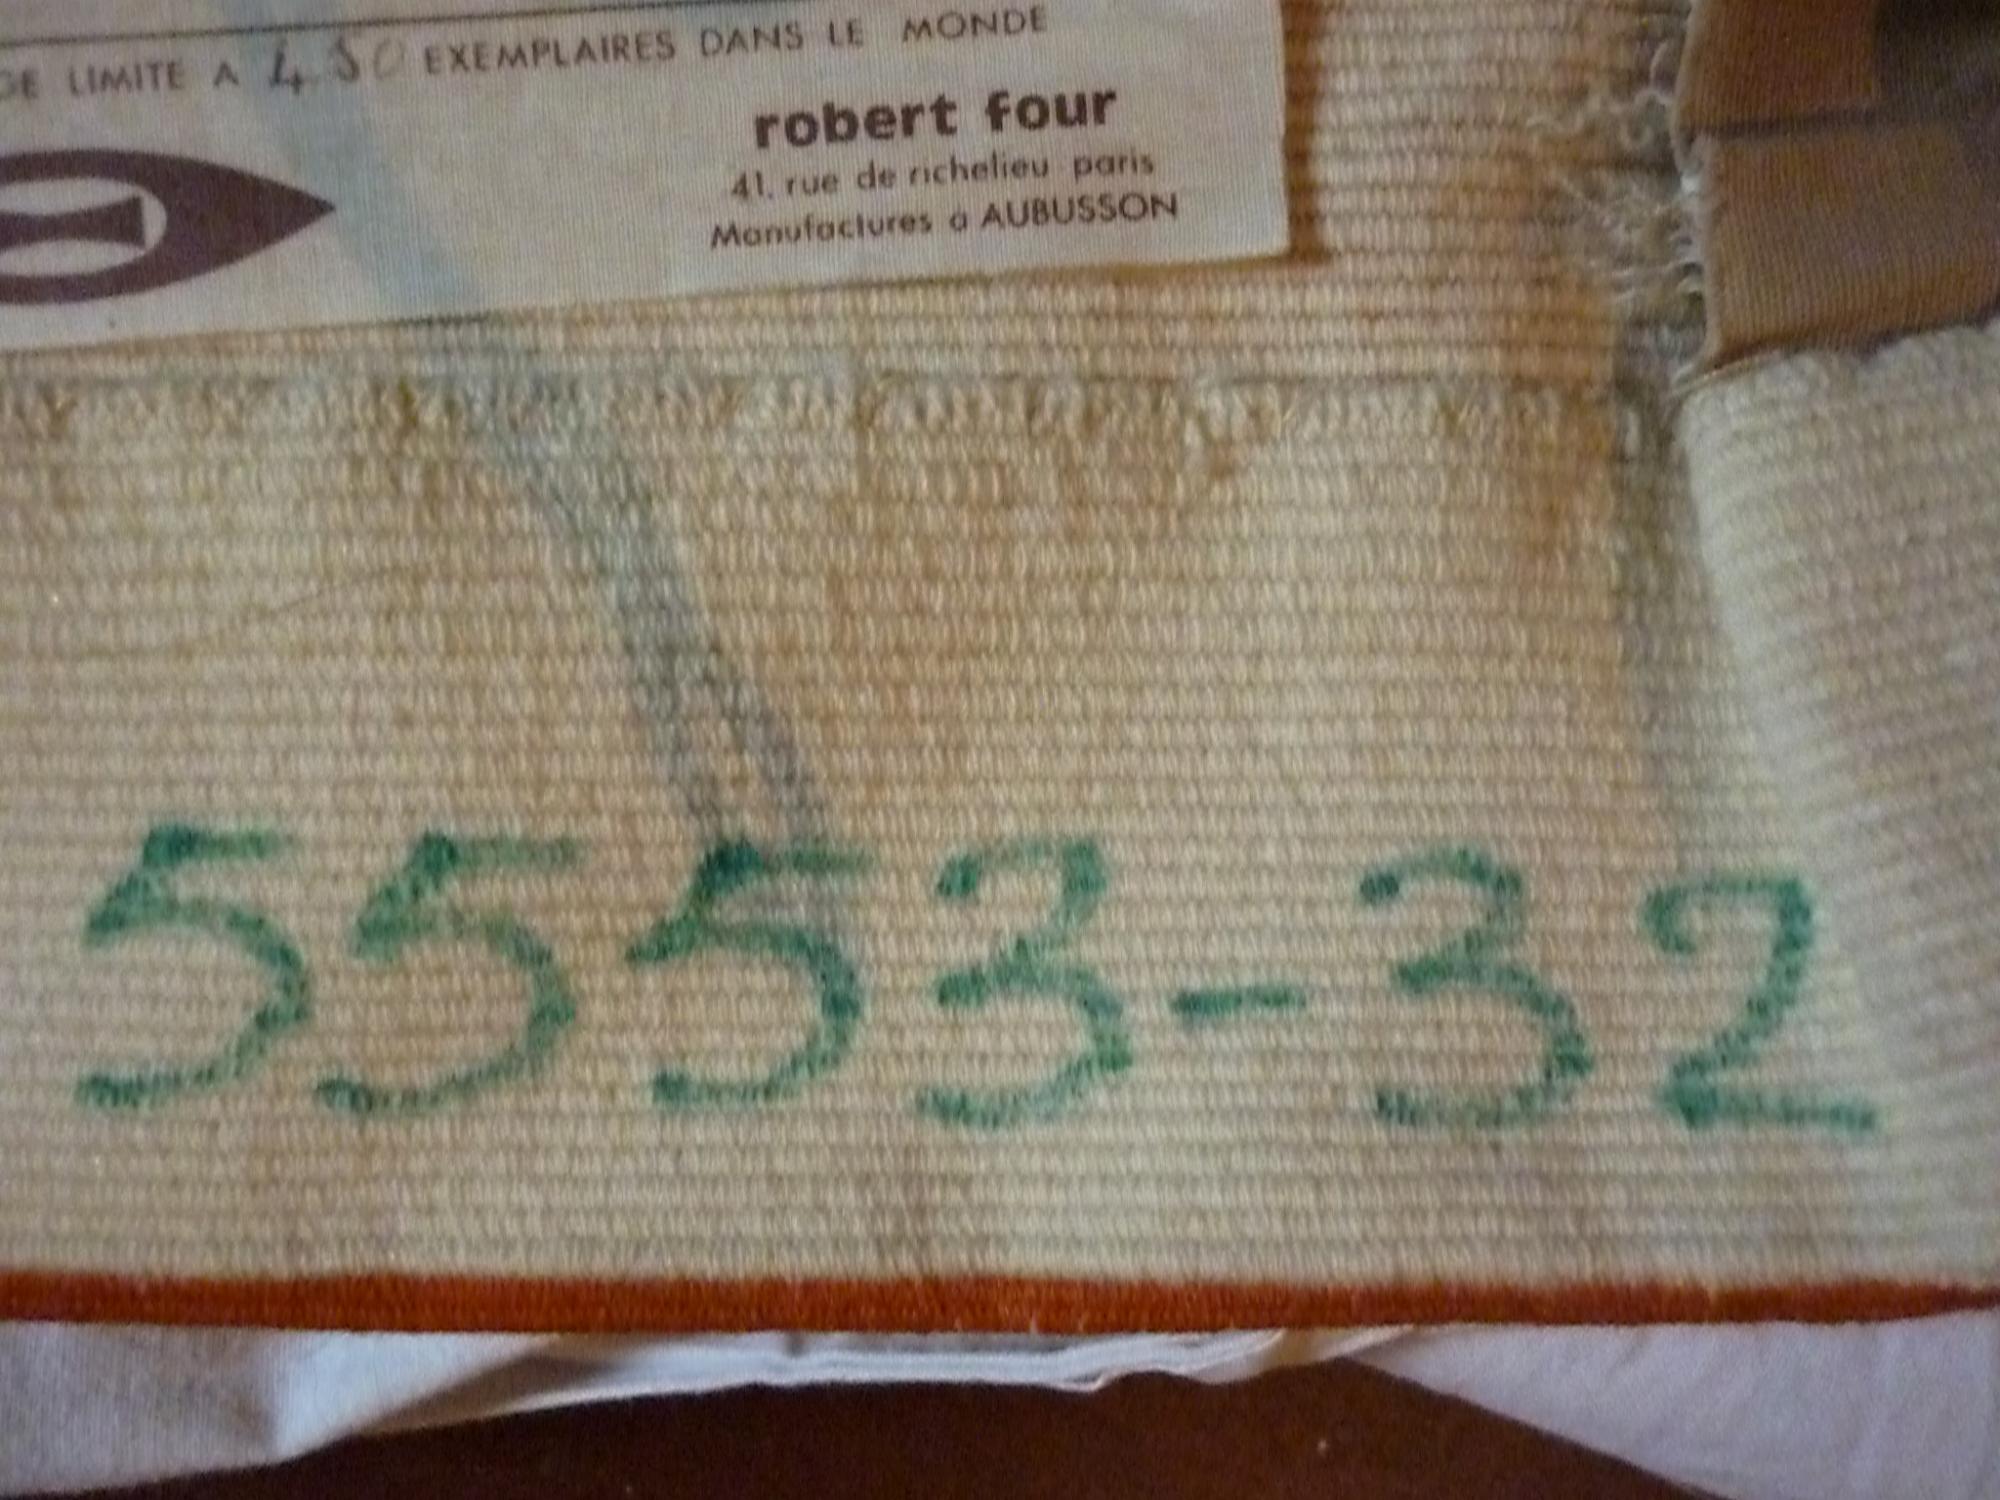 LIMITE A 450 EXEMPLAIRES DANS LE MONDE
robert four
41. rue de richelieu paris
Manufactures a AUBUSSON
5553-32